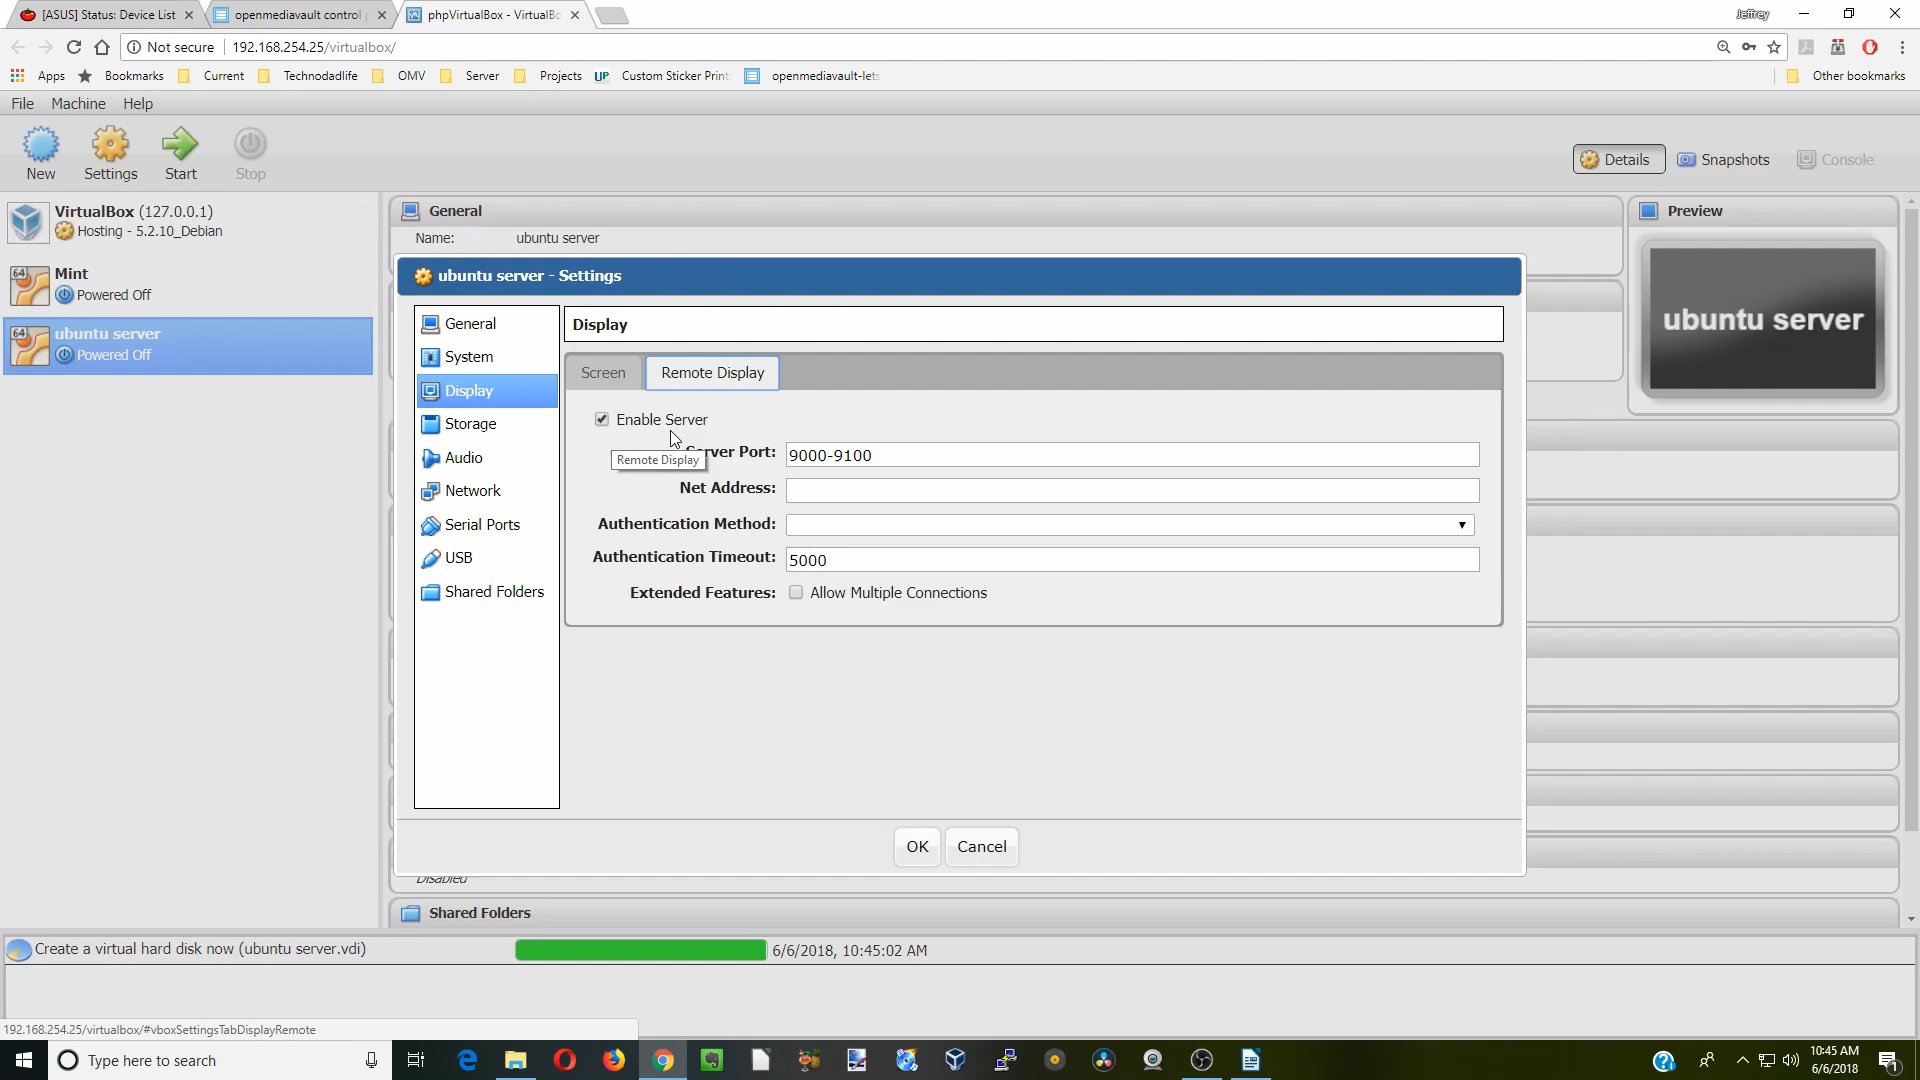 [ASUS] Status: Device List
openmediavault control p
phpVirtualBox - VirtualBo
Jeffrey
Not secure
192.168.254.25/virtualbox/
Apps
Bookmarks
Current
Technodadlife
OMV
Server
Projects
UP
Custom Sticker Print
openmediavault-lets
Other bookmarks
File
Machine
Help
New
Settings
Start
Stop
Details
Snapshots
Console
VirtualBox (127.0.0.1)
Hosting - 5.2.10_Debian
64
Mint
Powered Off
64
ubuntu server
Powered Off
General
Name:
ubuntu server
Preview
ubuntu server
ubuntu server - Settings
General
System
Display
Storage
Audio
Network
Serial Ports
USB
Shared Folders
Display
Screen
Remote Display
Enable Server
Server Port:
9000-9100
Remote Display
Net Address:
Authentication Method:
Authentication Timeout:
5000
Extended Features:
Allow Multiple Connections
OK
Cancel
Disabled
Shared Folders
Create a virtual hard disk now (ubuntu server.vdi)
6/6/2018, 10:45:02 AM
192.168.254.25/virtualbox/#vboxSettingsTabDisplayRemote
Type here to search
10:45 AM
6/6/2018
1